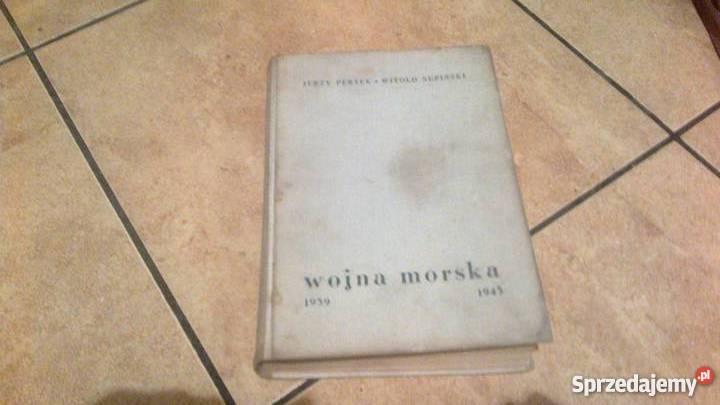 JERZY PERTEK • WITOLD SUPIŃSKI
wojna morska
1939 1945
Sprzedajemy.pl